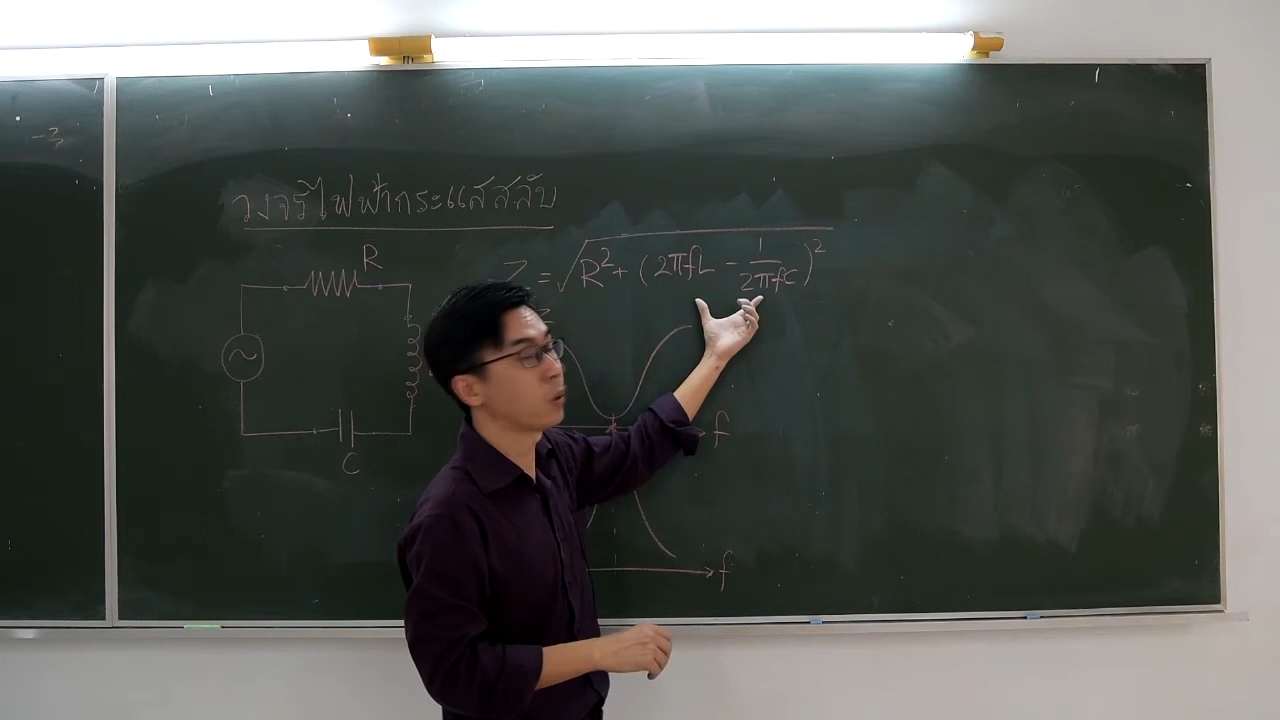 วงจรไฟฟ้ากระแสสลับ
R
Z = √R² + (2πfL - 1/2πfC)²
Z
C
f
f